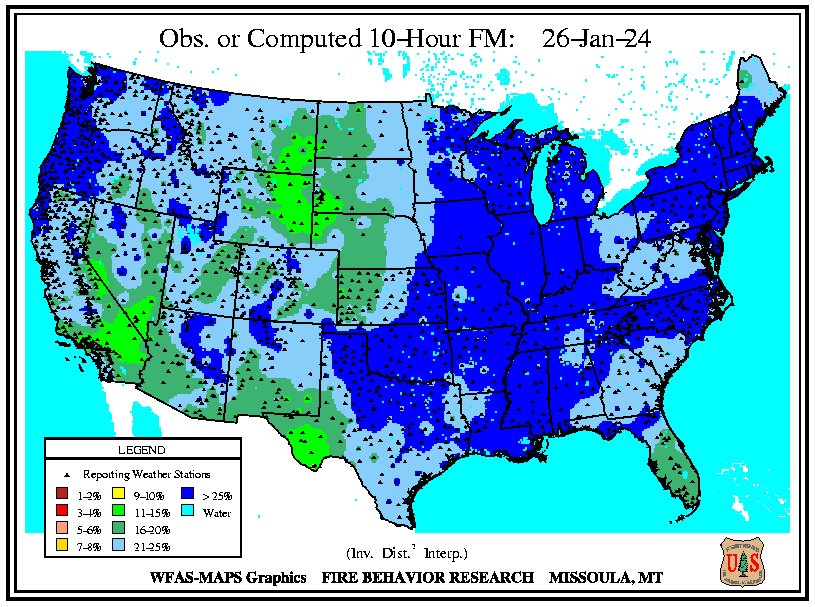 Obs. or Computed 10-Hour FM: 26-Jan-24
LEGEND
Reporting Weather Stations
1-2% 9-10% > 25%
3-4% 11-15% Water
5-6% 16-20%
7-8% 21-25%
(Inv. Dist.² Interp.)
WFAS-MAPS Graphics FIRE BEHAVIOR RESEARCH MISSOULA, MT
U S